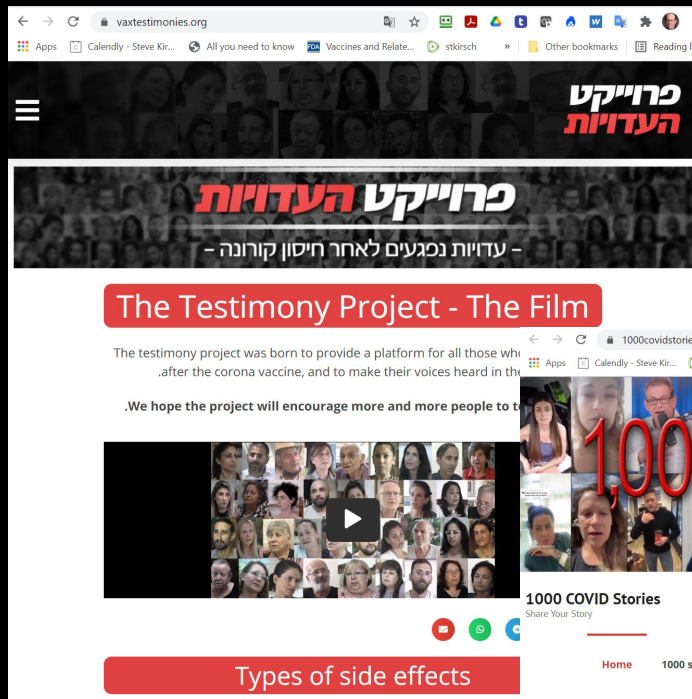 vaxtestimonies.org
Apps Calendly - Steve Kir... All you need to know FDA Vaccines and Relate... stkirsch » Other bookmarks Reading l
פרוייקט
העדויות
פרוייקט העדויות
– עדויות נפגעים לאחר חיסון קורונה –
The Testimony Project - The Film
The testimony project was born to provide a platform for all those who
.after the corona vaccine, and to make their voices heard in the
.We hope the project will encourage more and more people to t
Types of side effects
1000covidstorie
Apps Calendly - Steve Kir...
1,00
1000 COVID Stories
Share Your Story
Home 1000 s